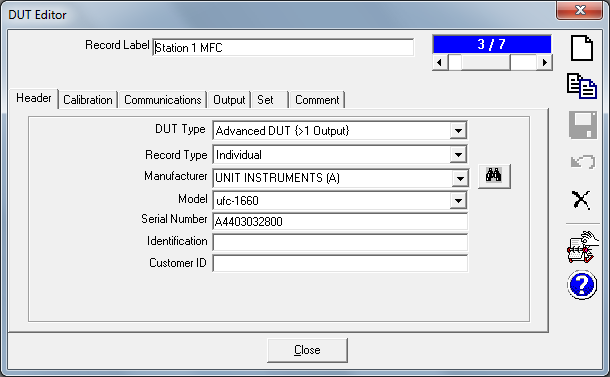 DUT Editor
Record Label Station 1 MFC
3 / 7
Header Calibration Communications Output Set Comment
DUT Type Advanced DUT {>1 Output}
Record Type Individual
Manufacturer UNIT INSTRUMENTS (A)
Model ufc-1660
Serial Number A4403032800
Identification
Customer ID
Close